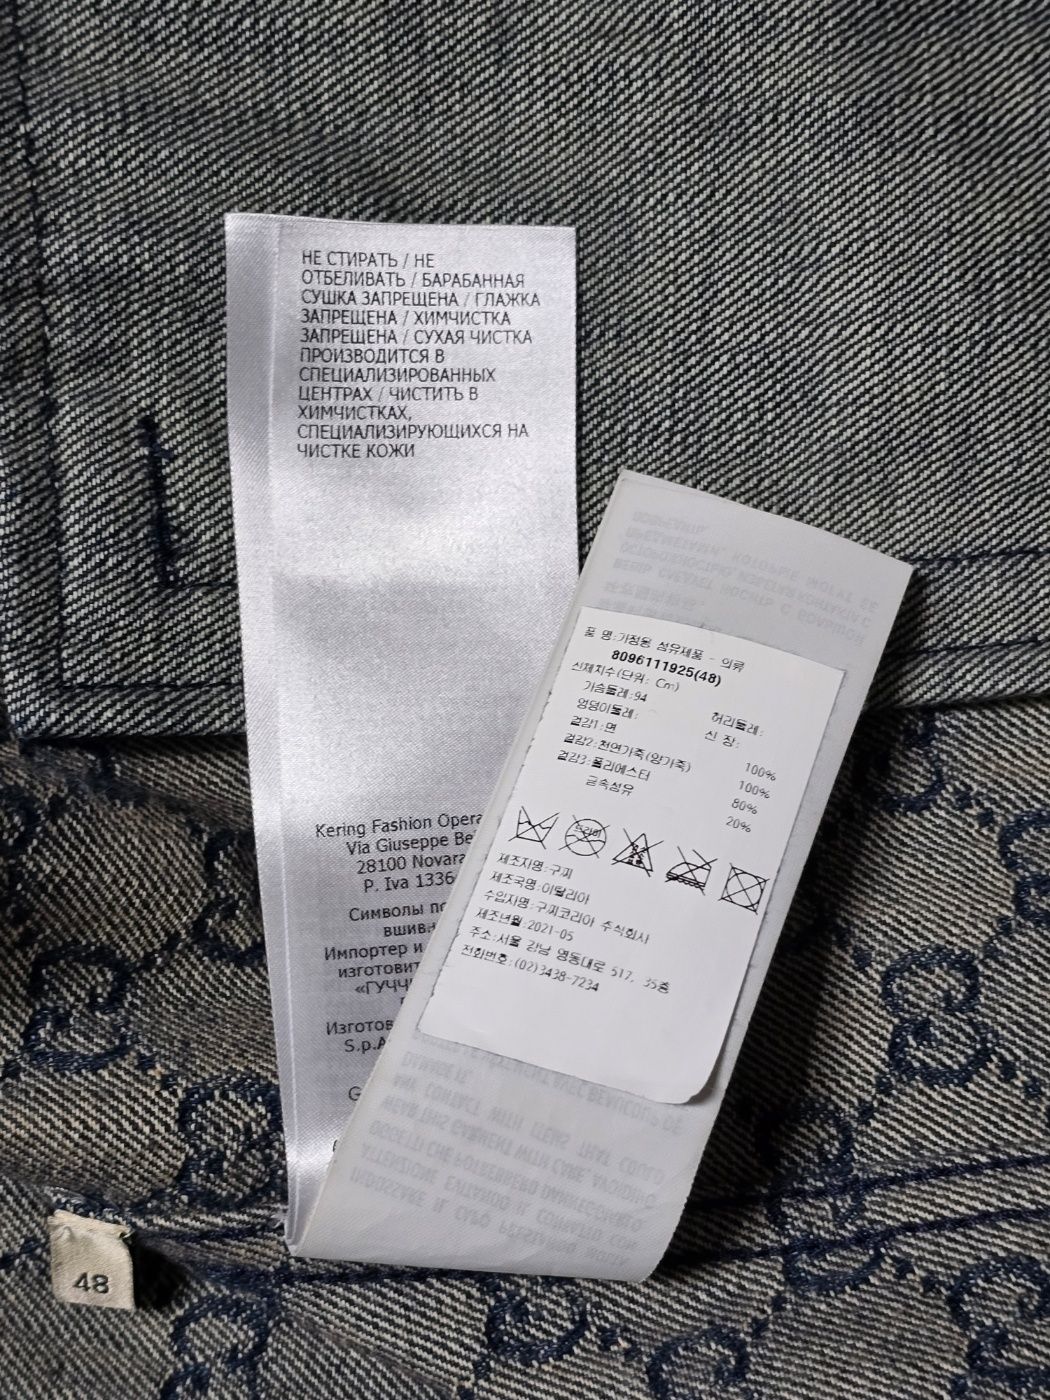 НЕ СТИРАТЬ / НЕ
ОТБЕЛИВАТЬ / БАРАБАННАЯ
СУШКА ЗАПРЕЩЕНА / ГЛАЖКА
ЗАПРЕЩЕНА / ХИМЧИСТКА
ЗАПРЕЩЕНА / СУХАЯ ЧИСТКА
ПРОИЗВОДИТСЯ В
СПЕЦИАЛИЗИРОВАННЫХ
ЦЕНТРАХ / ЧИСТИТЬ В
ХИМЧИСТКАХ,
СПЕЦИАЛИЗИРУЮЩИХСЯ НА
ЧИСТКЕ КОЖИ
Kering Fashion Opera
Via Giuseppe Be
28100 Novara
P. Iva 1336
Символы по
вшив
Импортер и
изготовит
«ГУЧЧ
Изготов
S.p.A
품 명:가정용 섬유제품 - 의류
8096111925(48)
신체치수(단위: Cm)
가슴둘레:94 허리둘레:
엉덩이둘레: 신 장:
겉감1:면 100%
겉감2:천연가죽(양가죽) 100%
겉감3:폴리에스터 80%
금속섬유 20%
드라이
제조자명:구찌
제조국명:이탈리아
수입자명:구찌코리아 주식회사
제조년월:2021-05
주소:서울 강남 영동대로 517, 35층
전화번호:(02)3438-7234
48